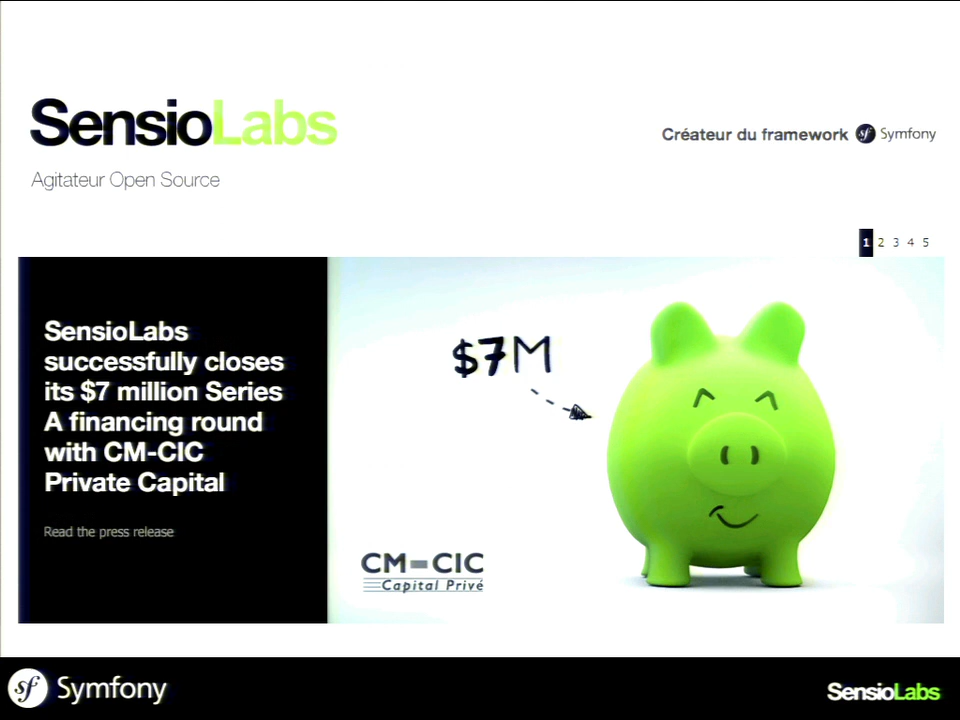 SensioLabs
Créateur du framework sf Symfony
Agitateur Open Source
1 2 3 4 5
SensioLabs
successfully closes
its $7 million Series
A financing round
with CM-CIC
Private Capital
Read the press release
$7M
CM-CIC
Capital Privé
sf Symfony
SensioLabs